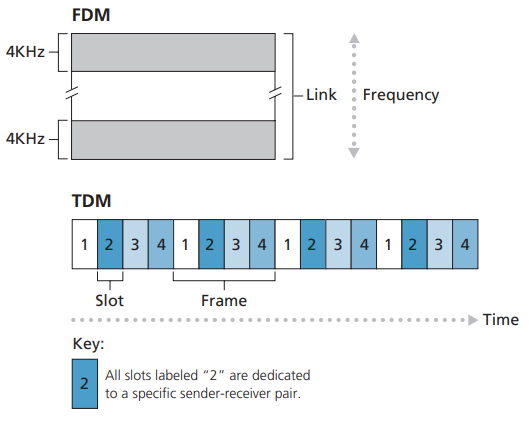 FDM
4KHz
Link
Frequency
4KHz
TDM
1 2 3 4 1 2 3 4 1 2 3 4 1 2 3 4
Slot
Frame
Time
Key:
2
All slots labeled “2” are dedicated
to a specific sender-receiver pair.